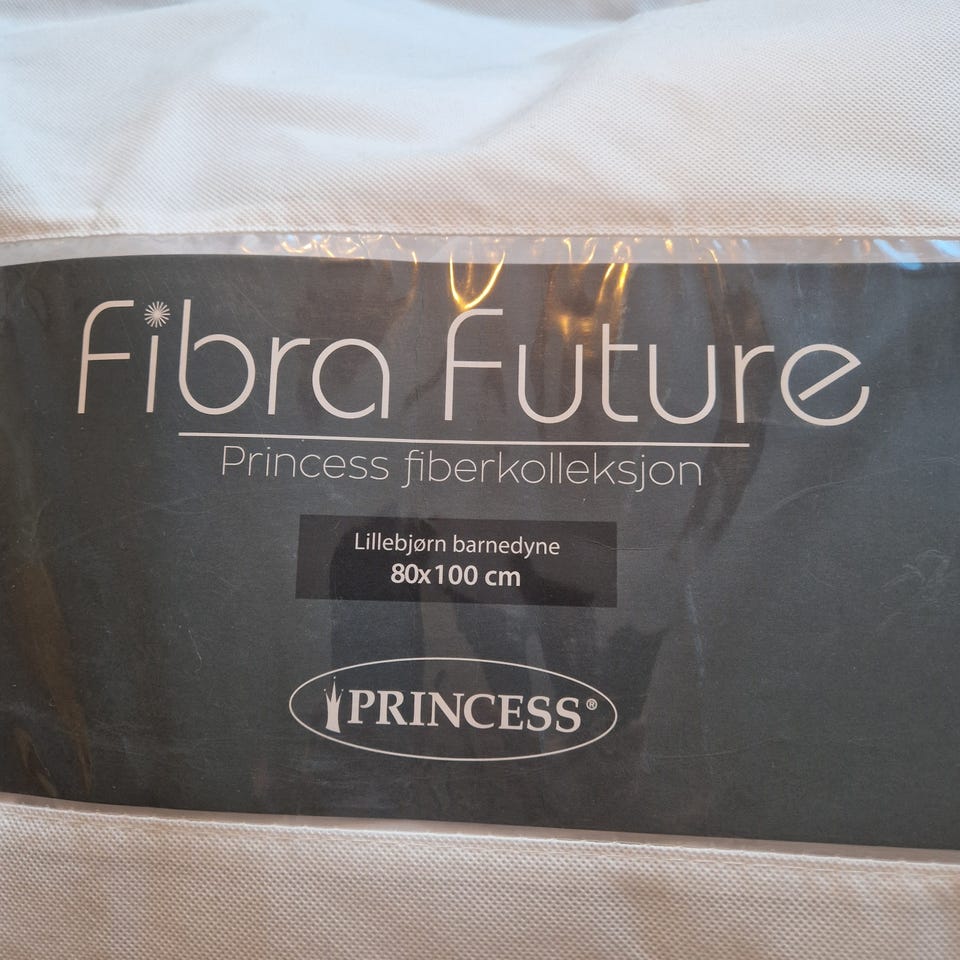 Fibra Future
Princess fiberkolleksjon
Lillebjørn barnedyne
80x100 cm
PRINCESS®